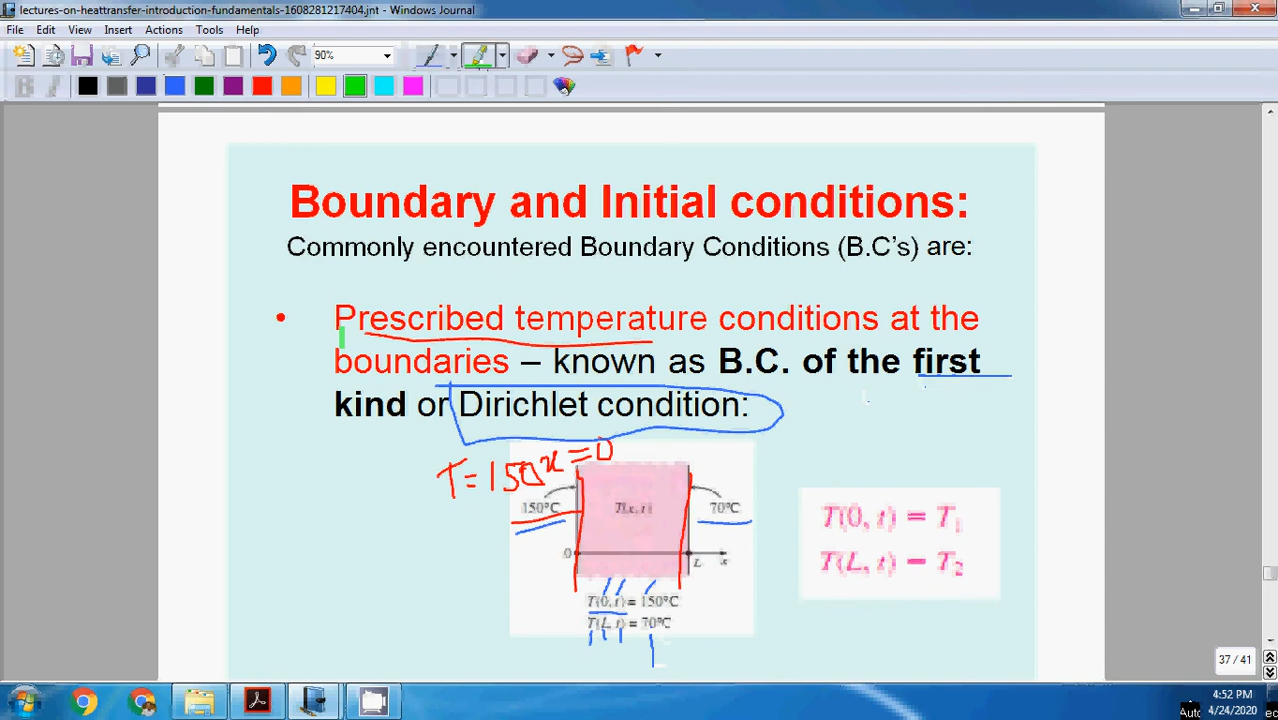 lectures-on-heattransfer-introduction-fundamentals-1608281217404.jnt - Windows Journal
File Edit View Insert Actions Tools Help
90%
Boundary and Initial conditions:
Commonly encountered Boundary Conditions (B.C's) are:
• Prescribed temperature conditions at the
boundaries – known as B.C. of the first
kind or Dirichlet condition:
T=150 x=0
150°C T(x, t) 70°C
0 L x
T(0, t) = 150°C
T(L, t) = 70°C
T(0, t) = T₁
T(L, t) = T₂
37 / 41
4:52 PM
4/24/2020
Auto